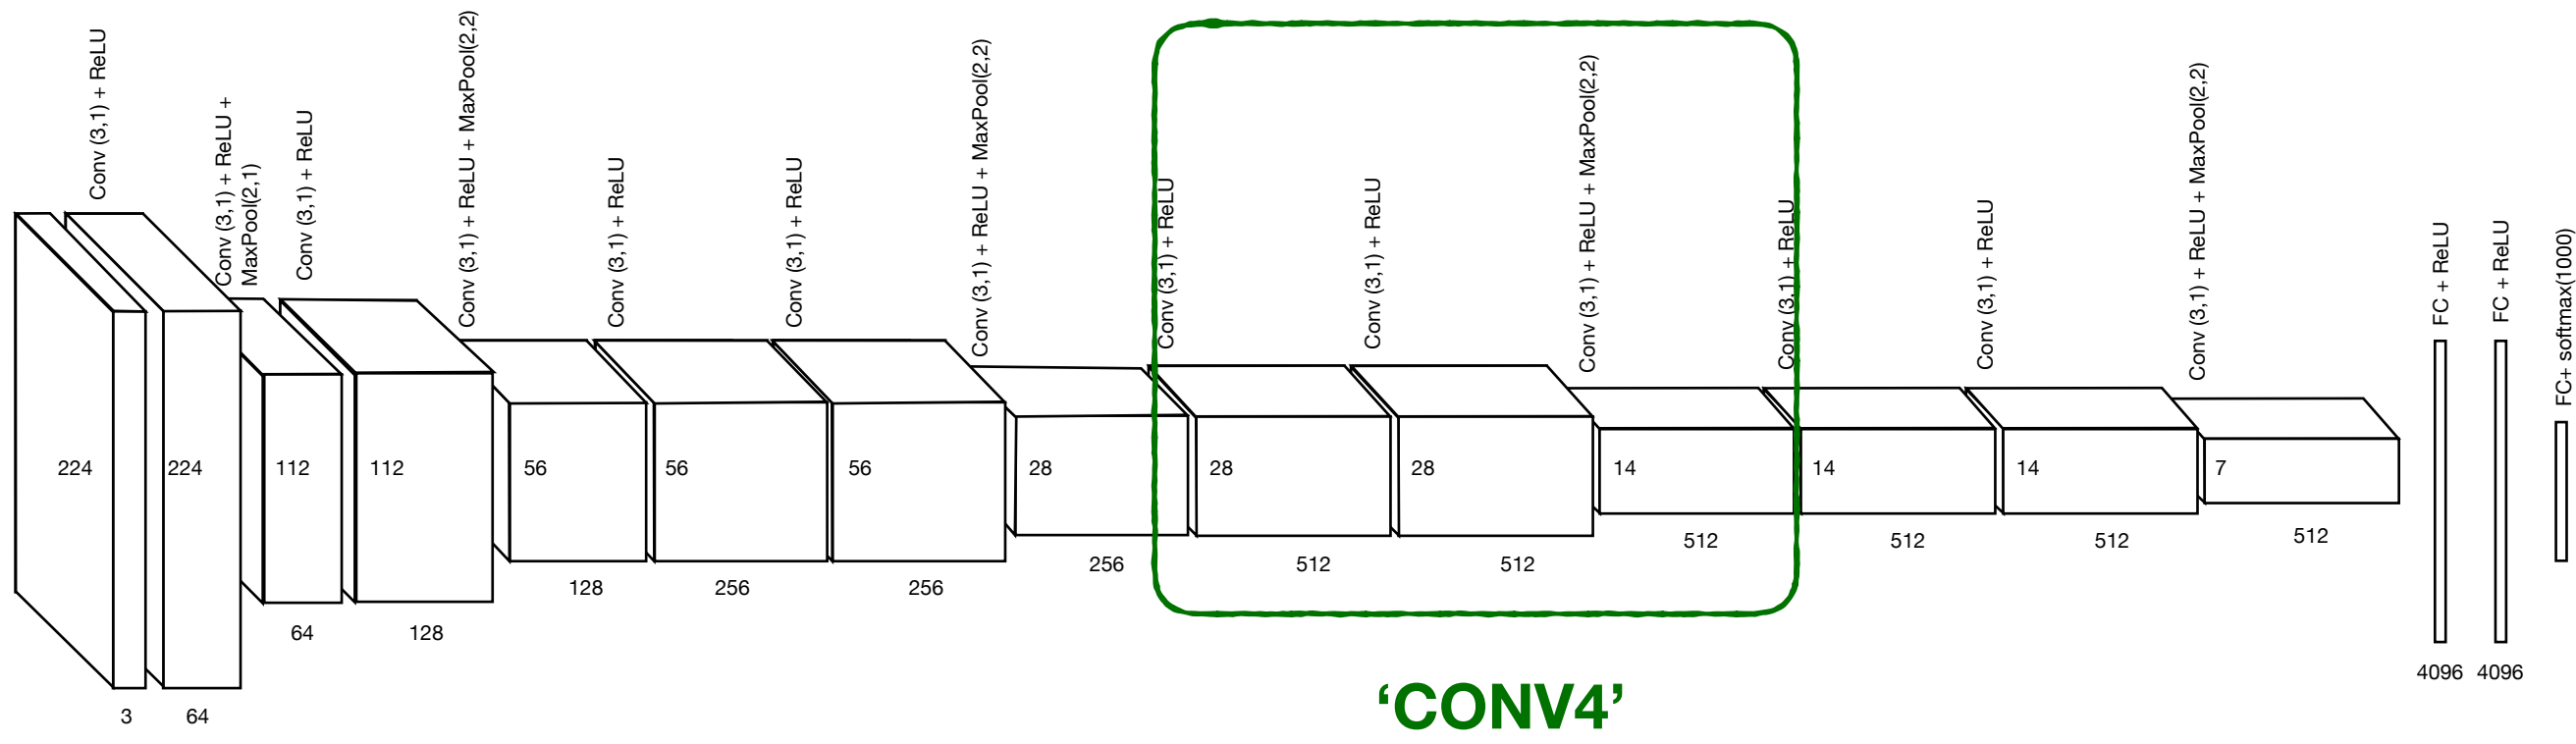 Conv (3,1) + ReLU
Conv (3,1) + ReLU +
MaxPool(2,1)
Conv (3,1) + ReLU
Conv (3,1) + ReLU + MaxPool(2,2)
Conv (3,1) + ReLU
Conv (3,1) + ReLU
Conv (3,1) + ReLU + MaxPool(2,2)
Conv (3,1) + ReLU
Conv (3,1) + ReLU
Conv (3,1) + ReLU + MaxPool(2,2)
Conv (3,1) + ReLU
Conv (3,1) + ReLU
Conv (3,1) + ReLU + MaxPool(2,2)
FC + ReLU
FC + ReLU
FC+ softmax(1000)
224
224
112
112
56
56
56
28
28
28
14
14
14
7
3
64
64
128
128
256
256
256
512
512
512
512
512
512
4096
4096
‘CONV4’